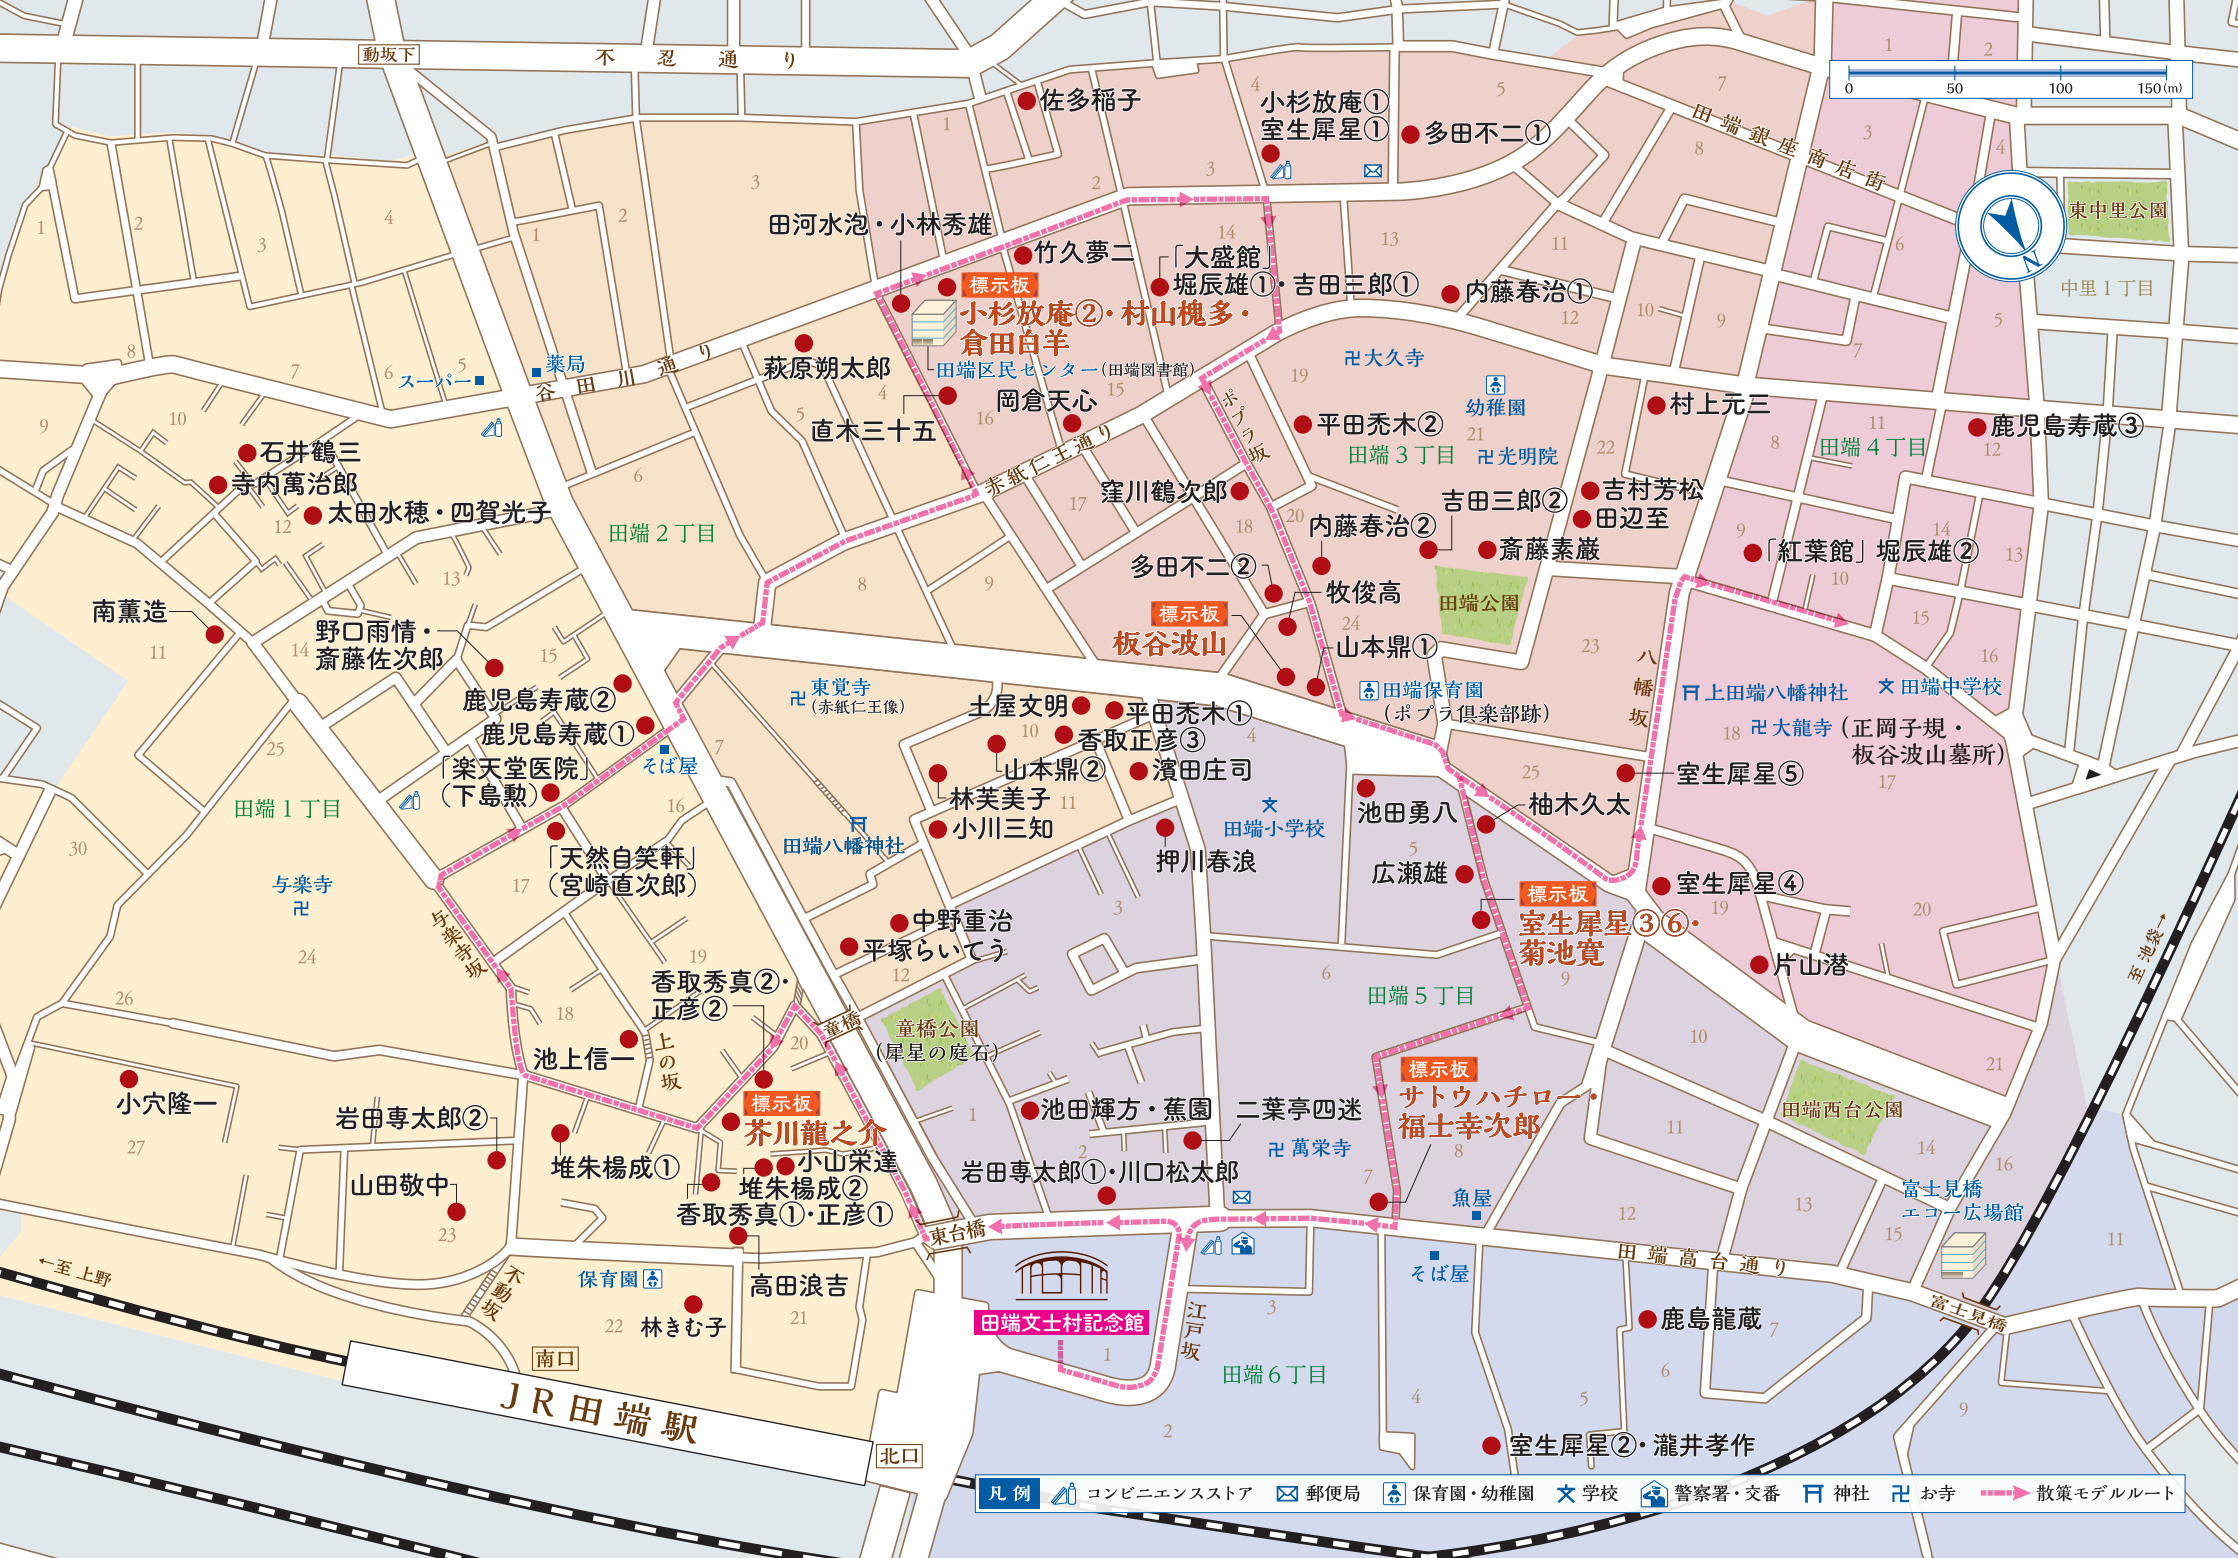 動坂下
不忍通り
佐多稲子
小杉放庵①
室生犀星①
多田不二①
田端銀座商店街
0 50 100 150(m)
東中里公園
中里1丁目
N
田河水泡・小林秀雄
竹久夢二
「大盛館」
堀辰雄①・吉田三郎①
内藤春治①
標示板
小杉放庵②・村山槐多・
倉田白羊
田端区民センター(田端図書館)
萩原朔太郎
直木三十五
岡倉天心
谷田川通り
薬局
スーパー
大久寺
幼稚園
光明院
平田禿木②
田端3丁目
村上元三
田端4丁目
鹿児島寿蔵③
ポプラ坂
赤紙仁王通り
窪川鶴次郎
石井鶴三
寺内萬治郎
太田水穂・四賀光子
田端2丁目
吉田三郎②
内藤春治②
吉村芳松
田辺至
斎藤素巌
「紅葉館」堀辰雄②
多田不二②
牧俊高
標示板
板谷波山
山本鼎①
田端公園
南薫造
野口雨情・
斎藤佐次郎
鹿児島寿蔵②
鹿児島寿蔵①
そば屋
「楽天堂医院」
(下島勲)
田端1丁目
「天然自笑軒」
(宮崎直次郎)
東覚寺
(赤紙仁王像)
土屋文明
平田禿木①
香取正彦③
山本鼎②
濱田庄司
林芙美子
小川三知
田端八幡神社
田端保育園
(ポプラ倶楽部跡)
八幡坂
上田端八幡神社
田端中学校
大龍寺(正岡子規・
板谷波山墓所)
室生犀星⑤
柚木久太
池田勇八
田端小学校
押川春浪
広瀬雄
標示板
室生犀星③⑥・
菊池寛
室生犀星④
片山潜
至 池袋→
与楽寺
与楽寺坂
中野重治
平塚らいてう
香取秀真②・
正彦②
童橋
童橋公園
(犀星の庭石)
池上信一
上の坂
標示板
芥川龍之介
小穴隆一
岩田専太郎②
山田敬中
堆朱楊成①
小山栄達
堆朱楊成②
香取秀真①・正彦①
高田浪吉
保育園
林きむ子
不動坂
←至 上野
南口
JR田端駅
北口
田端5丁目
標示板
サトウハチロー・
福士幸次郎
池田輝方・蕉園
二葉亭四迷
萬栄寺
岩田専太郎①・川口松太郎
魚屋
そば屋
東台橋
田端文士村記念館
江戸坂
田端6丁目
田端西台公園
富士見橋
エコー広場館
田端高台通り
富士見橋
鹿島龍蔵
室生犀星②・瀧井孝作
凡例
コンビニエンスストア
郵便局
保育園・幼稚園
学校
警察署・交番
神社
お寺
散策モデルルート